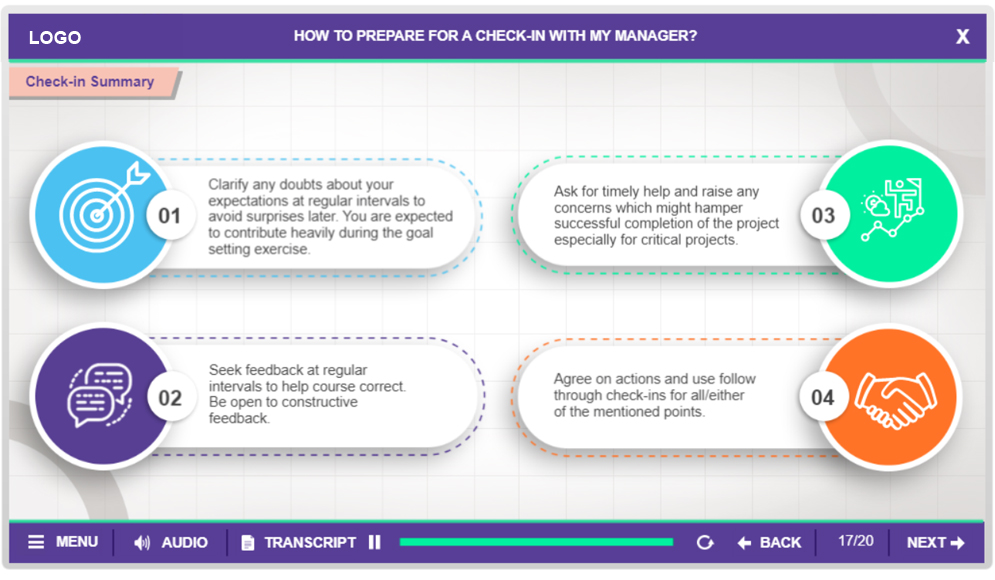 LOGO
HOW TO PREPARE FOR A CHECK-IN WITH MY MANAGER?
X
Check-in Summary
01
Clarify any doubts about your
expectations at regular intervals to
avoid surprises later. You are expected
to contribute heavily during the goal
setting exercise.
02
Seek feedback at regular
intervals to help course correct.
Be open to constructive
feedback.
03
Ask for timely help and raise any
concerns which might hamper
successful completion of the project
especially for critical projects.
04
Agree on actions and use follow
through check-ins for all/either
of the mentioned points.
MENU
AUDIO
TRANSCRIPT
BACK
17/20
NEXT